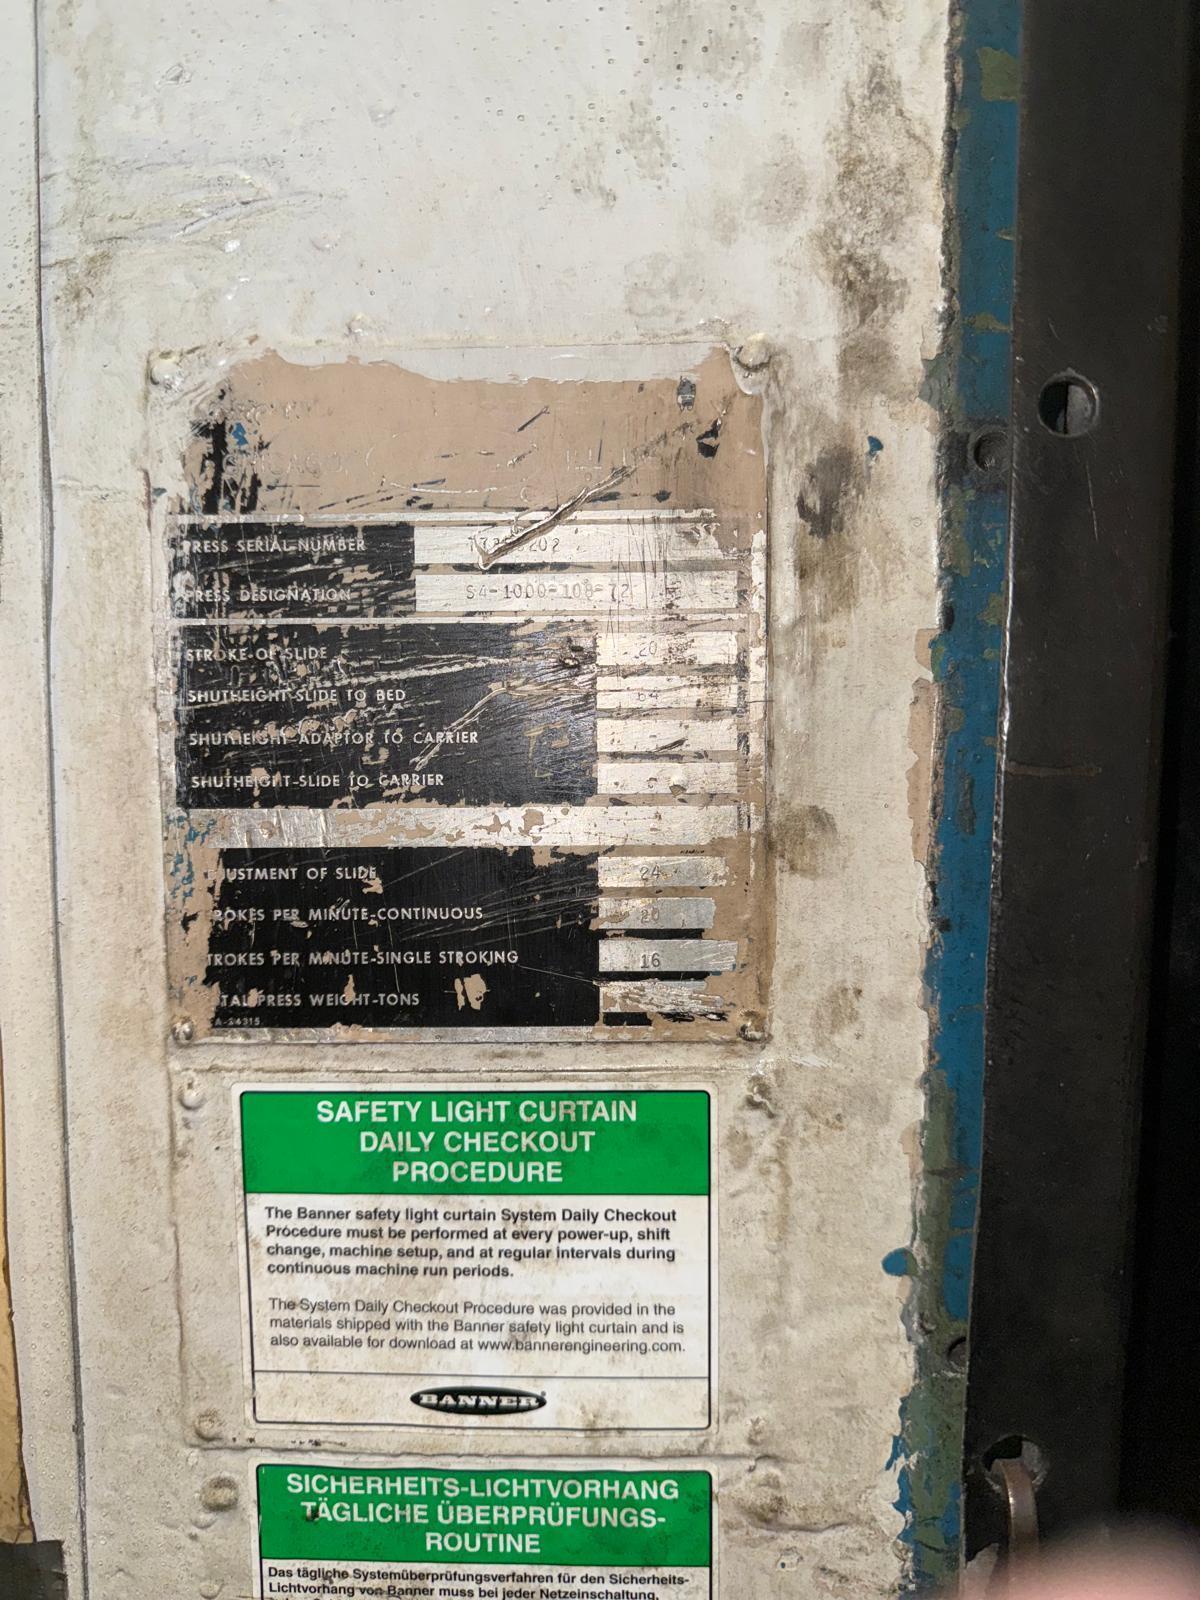 CHICAGO
ILL
PRESS SERIAL NUMBER
PRESS DESIGNATION S4-1000-108-72
STROKE OF SLIDE 20
SHUTHEIGHT-SLIDE TO BED 64
SHUTHEIGHT-ADAPTOR TO CARRIER
SHUTHEIGHT-SLIDE TO CARRIER
JUSTMENT OF SLIDE 24
ROKES PER MINUTE-CONTINUOUS 20
TROKES PER MINUTE-SINGLE STROKING 16
TAL PRESS WEIGHT-TONS
A-34315
SAFETY LIGHT CURTAIN
DAILY CHECKOUT
PROCEDURE
The Banner safety light curtain System Daily Checkout
Procedure must be performed at every power-up, shift
change, machine setup, and at regular intervals during
continuous machine run periods.
The System Daily Checkout Procedure was provided in the
materials shipped with the Banner safety light curtain and is
also available for download at www.bannerengineering.com.
BANNER
SICHERHEITS-LICHTVORHANG
TÄGLICHE ÜBERPRÜFUNGS-
ROUTINE
Das tägliche Systemüberprüfungsverfahren für den Sicherheits-
Lichtvorhang von Banner muss bei jeder Netzeinschaltung,